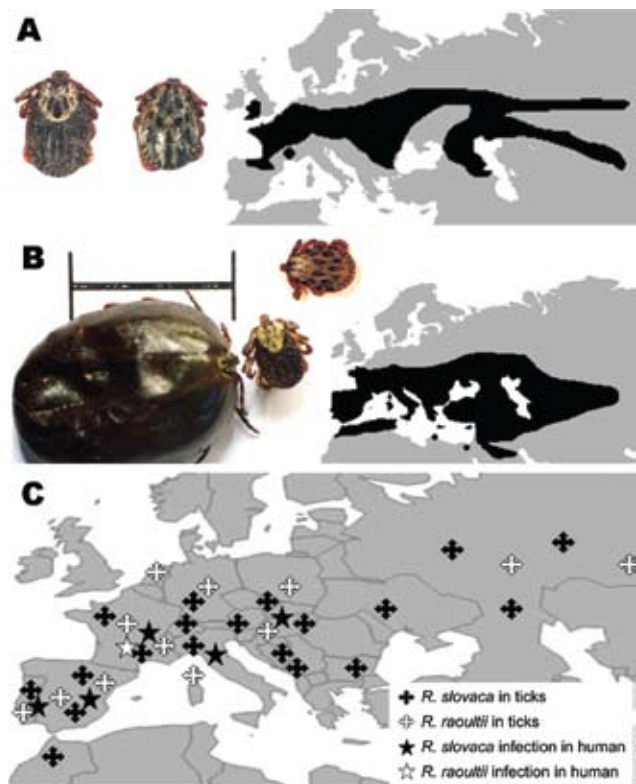 A
B
C
R. slovaca in ticks
R. raoultii in ticks
R. slovaca infection in human
R. raoultii infection in human